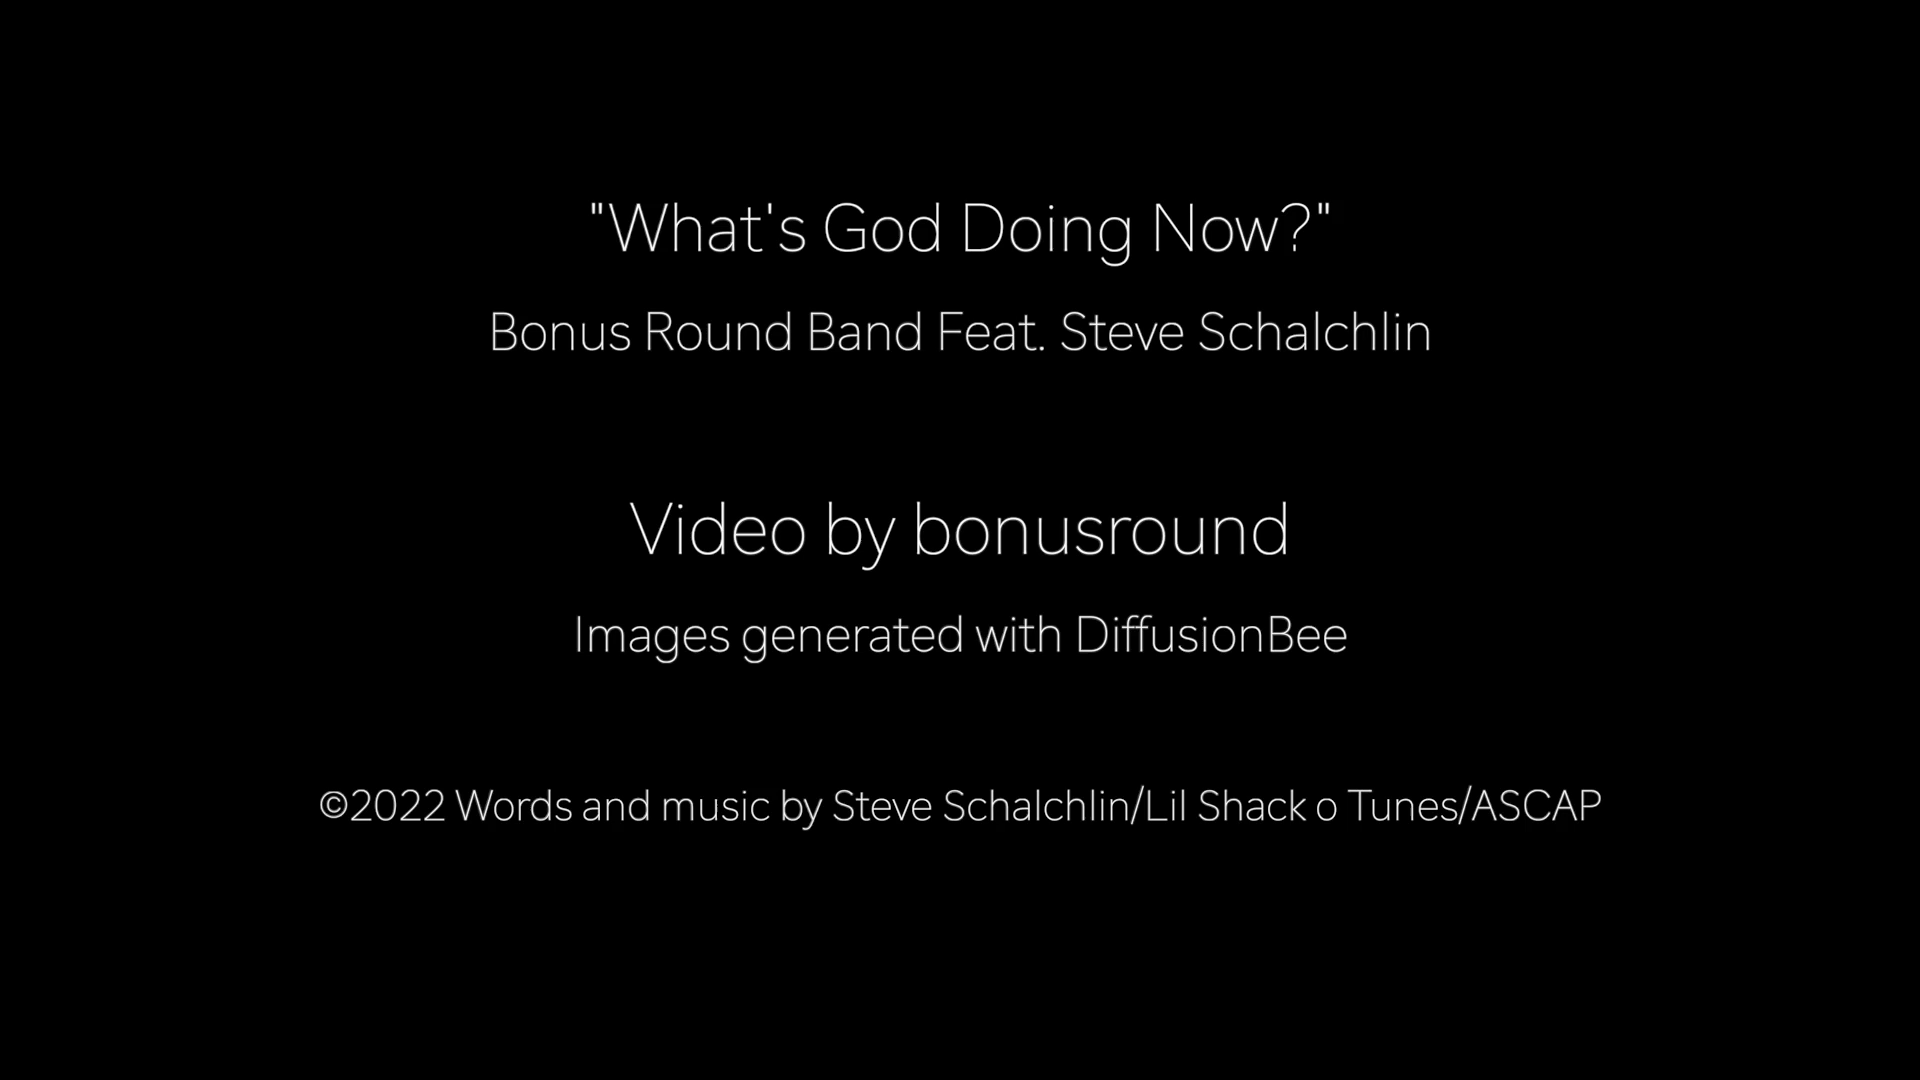 "What's God Doing Now?"
Bonus Round Band Feat. Steve Schalchlin
Video by bonusround
Images generated with DiffusionBee
©2022 Words and music by Steve Schalchlin/Lil Shack o Tunes/ASCAP